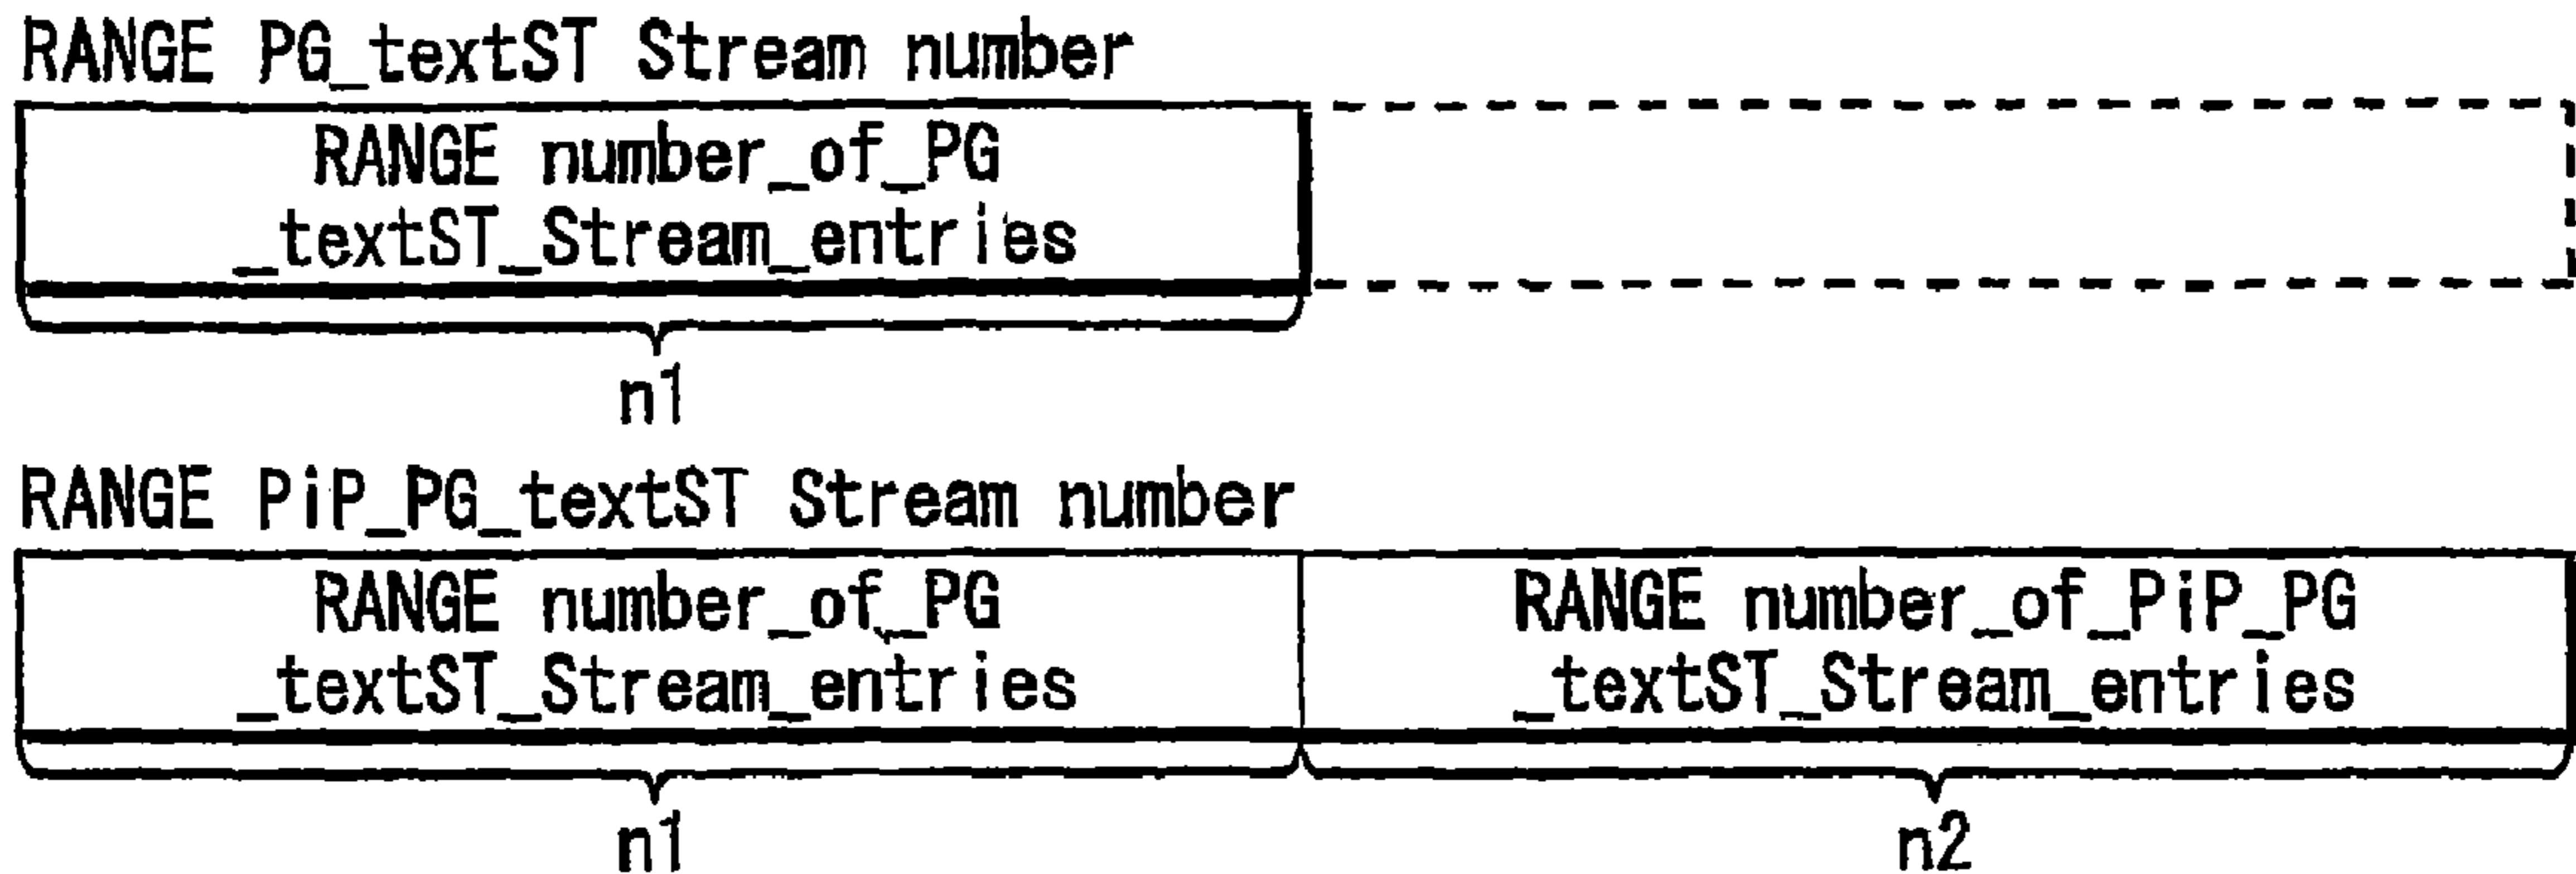 RANGE PG_textST Stream number
RANGE number_of_PG
_textST_Stream_entries
n1
RANGE PiP_PG_textST Stream number
RANGE number_of_PG
_textST_Stream_entries
RANGE number_of_PiP_PG
_textST_Stream_entries
n1
n2